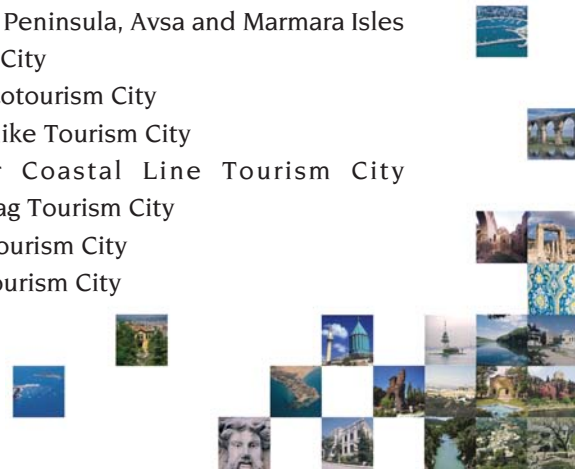 Peninsula, Avsa and Marmara Isles
City
otourism City
ike Tourism City
Coastal Line Tourism City
ag Tourism City
ourism City
ourism City